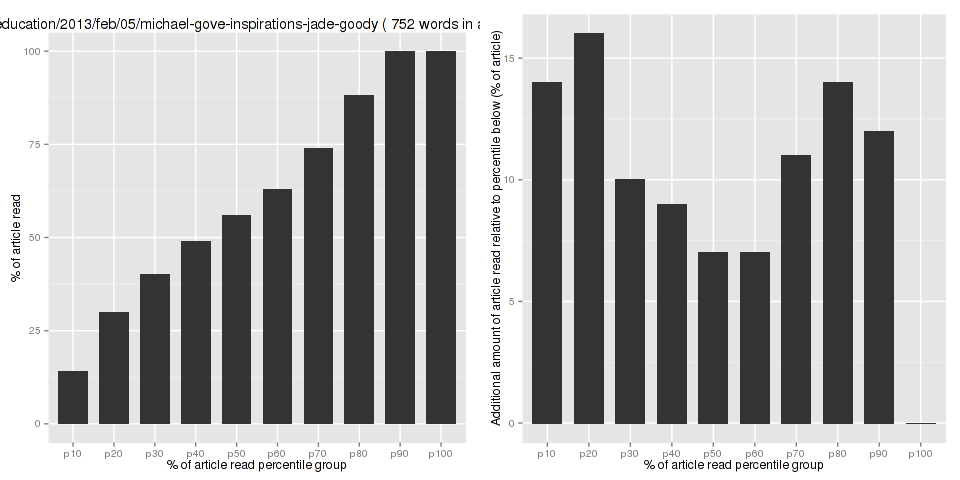 education/2013/feb/05/michael-gove-inspirations-jade-goody ( 752 words in a
100
75
50
25
0
% of article read
p10 p20 p30 p40 p50 p60 p70 p80 p90 p100
% of article read percentile group
15
10
5
0
Additional amount of article read relative to percentile below (% of article)
p10 p20 p30 p40 p50 p60 p70 p80 p90 p100
% of article read percentile group